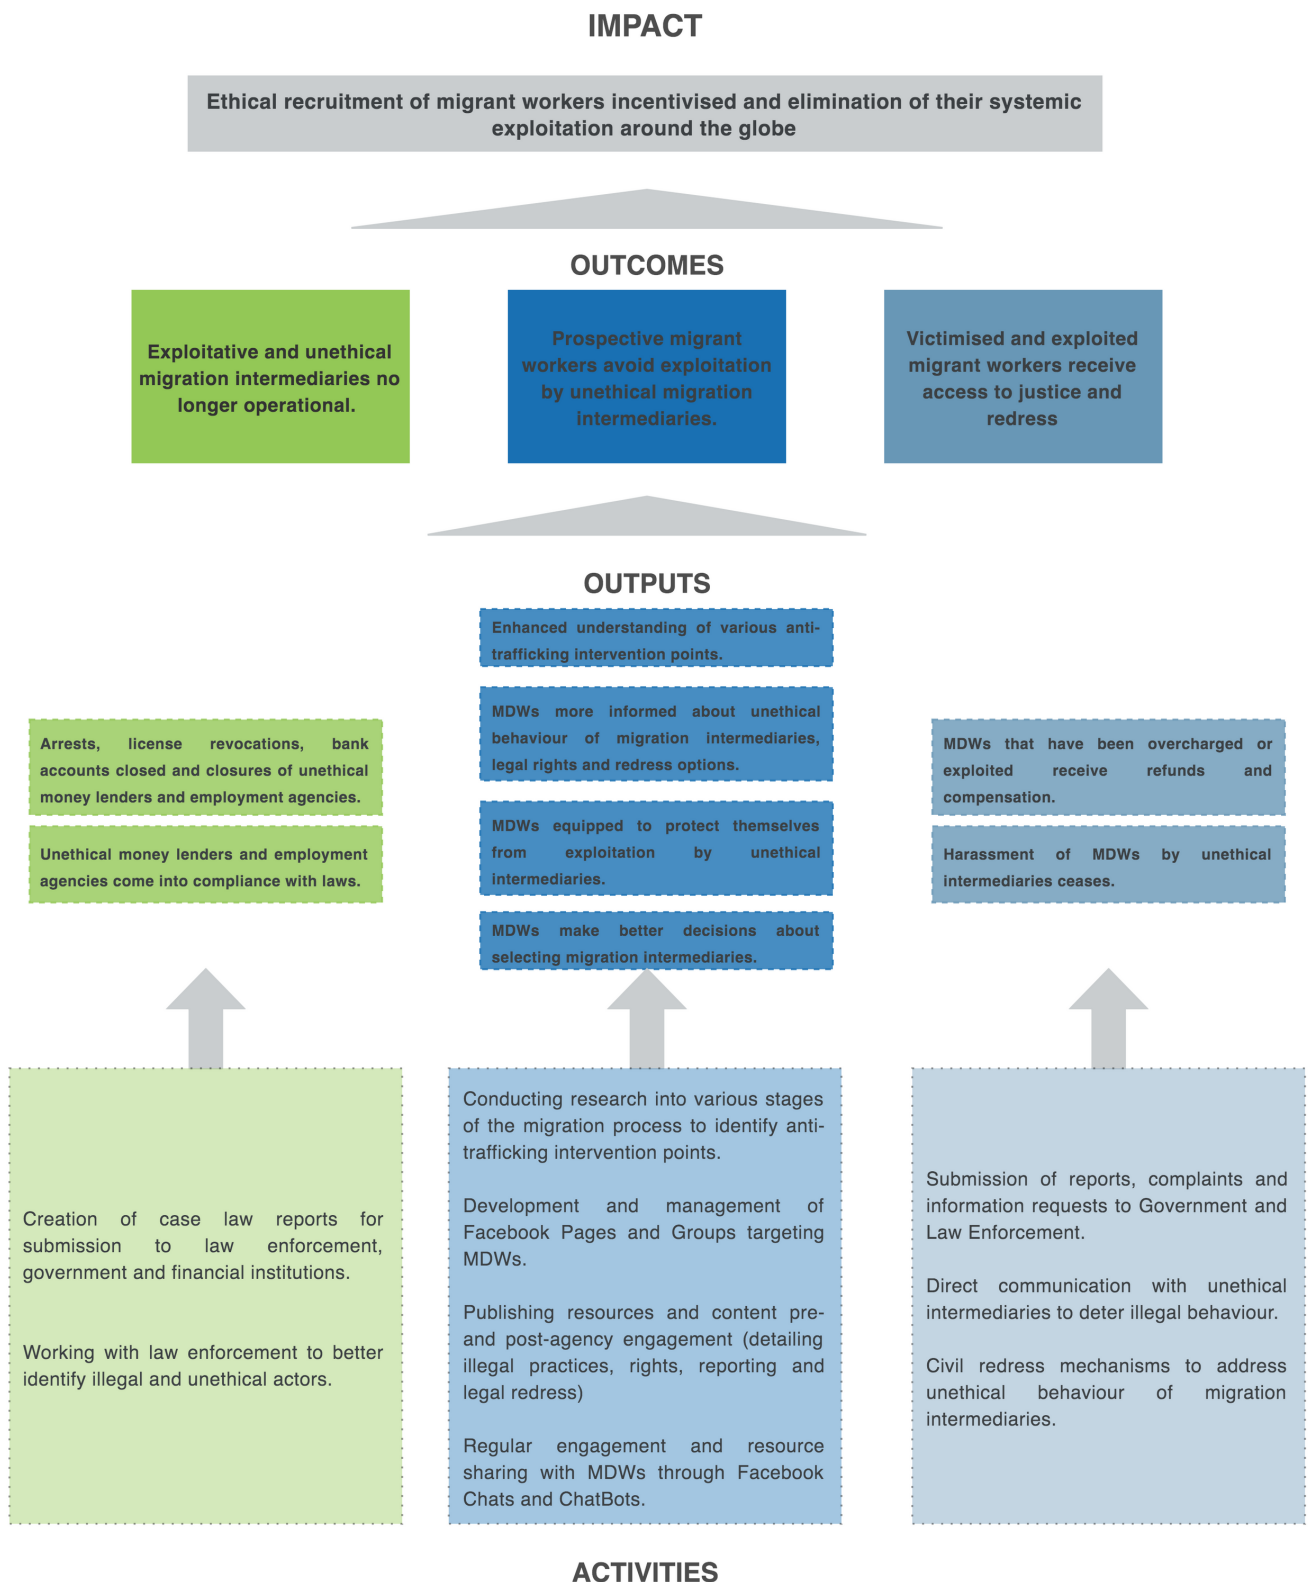 IMPACT
Ethical recruitment of migrant workers incentivised and elimination of their systemic
exploitation around the globe
OUTCOMES
Exploitative and unethical
migration intermediaries no
longer operational.
Prospective migrant
workers avoid exploitation
by unethical migration
intermediaries.
Victimised and exploited
migrant workers receive
access to justice and
redress
OUTPUTS
Arrests, license revocations, bank
accounts closed and closures of unethical
money lenders and employment agencies.
Unethical money lenders and employment
agencies come into compliance with laws.
Enhanced understanding of various anti-
trafficking intervention points.
MDWs more informed about unethical
behaviour of migration intermediaries,
legal rights and redress options.
MDWs equipped to protect themselves
from exploitation by unethical
intermediaries.
MDWs make better decisions about
selecting migration intermediaries.
MDWs that have been overcharged or
exploited receive refunds and
compensation.
Harassment of MDWs by unethical
intermediaries ceases.
Creation of case law reports for
submission to law enforcement,
government and financial institutions.
Working with law enforcement to better
identify illegal and unethical actors.
Conducting research into various stages
of the migration process to identify anti-
trafficking intervention points.
Development and management of
Facebook Pages and Groups targeting
MDWs.
Publishing resources and content pre-
and post-agency engagement (detailing
illegal practices, rights, reporting and
legal redress)
Regular engagement and resource
sharing with MDWs through Facebook
Chats and ChatBots.
Submission of reports, complaints and
information requests to Government and
Law Enforcement.
Direct communication with unethical
intermediaries to deter illegal behaviour.
Civil redress mechanisms to address
unethical behaviour of migration
intermediaries.
ACTIVITIES